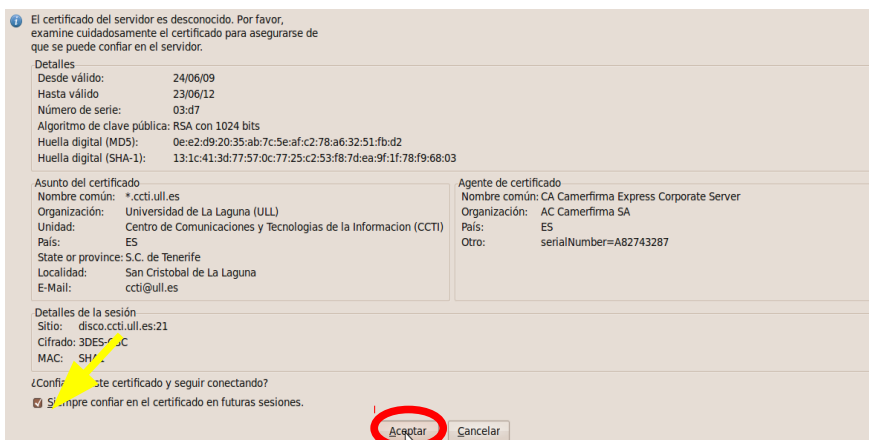 El certificado del servidor es desconocido. Por favor,
examine cuidadosamente el certificado para asegurarse de
que se puede confiar en el servidor.
Detalles
Desde válido: 24/06/09
Hasta válido 23/06/12
Número de serie: 03:d7
Algoritmo de clave pública: RSA con 1024 bits
Huella digital (MD5): 0e:e2:d9:20:35:ab:7c:5e:af:c2:78:a6:32:51:fb:d2
Huella digital (SHA-1): 13:1c:41:3d:77:57:0c:77:25:c2:53:f8:7d:ea:9f:1f:78:f9:68:03
Asunto del certificado
Nombre común: *.ccti.ull.es
Organización: Universidad de La Laguna (ULL)
Unidad: Centro de Comunicaciones y Tecnologias de la Informacion (CCTI)
País: ES
State or province: S.C. de Tenerife
Localidad: San Cristobal de La Laguna
E-Mail: ccti@ull.es
Agente de certificado
Nombre común: CA Camerfirma Express Corporate Server
Organización: AC Camerfirma SA
País: ES
Otro: serialNumber=A82743287
Detalles de la sesión
Sitio: disco.ccti.ull.es:21
Cifrado: 3DES-CBC
MAC: SHA1
¿Confia ste certificado y seguir conectando?
Siempre confiar en el certificado en futuras sesiones.
Aceptar Cancelar